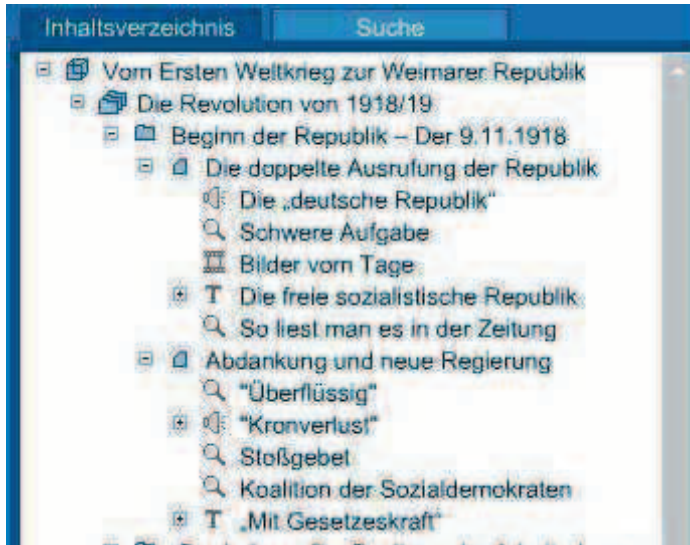 Inhaltsverzeichnis Suche
Vom Ersten Weltkrieg zur Weimarer Republik
Die Revolution von 1918/19
Beginn der Republik – Der 9.11.1918
Die doppelte Ausrufung der Republik
Die „deutsche Republik“
Schwere Aufgabe
Bilder vom Tage
T Die freie sozialistische Republik
So liest man es in der Zeitung
Abdankung und neue Regierung
"Überflüssig"
"Kronverlust"
Stoßgebet
Koalition der Sozialdemokraten
T „Mit Gesetzeskraft“